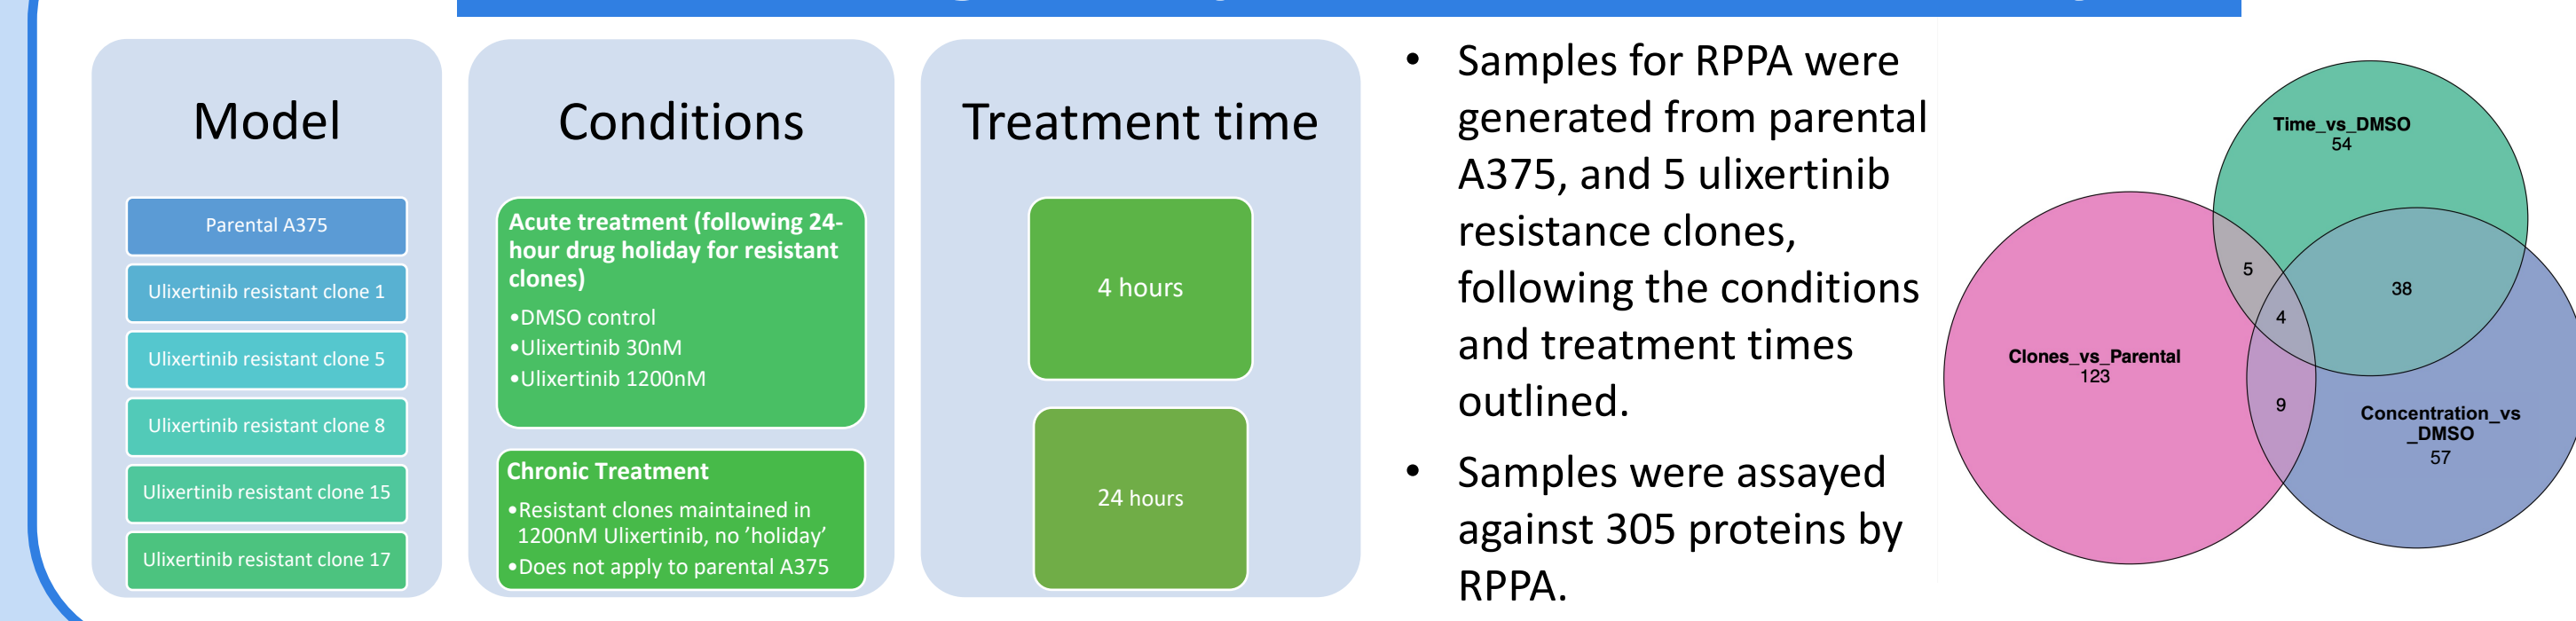 Model
Parental A375
Ulixertinib resistant clone 1
Ulixertinib resistant clone 5
Ulixertinib resistant clone 8
Ulixertinib resistant clone 15
Ulixertinib resistant clone 17
Conditions
Acute treatment (following 24-
hour drug holiday for resistant
clones)
•DMSO control
•Ulixertinib 30nM
•Ulixertinib 1200nM
Chronic Treatment
•Resistant clones maintained in
1200nM Ulixertinib, no ’holiday’
•Does not apply to parental A375
Treatment time
4 hours
24 hours
• Samples for RPPA were
generated from parental
A375, and 5 ulixertinib
resistance clones,
following the conditions
and treatment times
outlined.
• Samples were assayed
against 305 proteins by
RPPA.
Time_vs_DMSO
54
5
38
4
Clones_vs_Parental
123
9
Concentration_vs
_DMSO
57